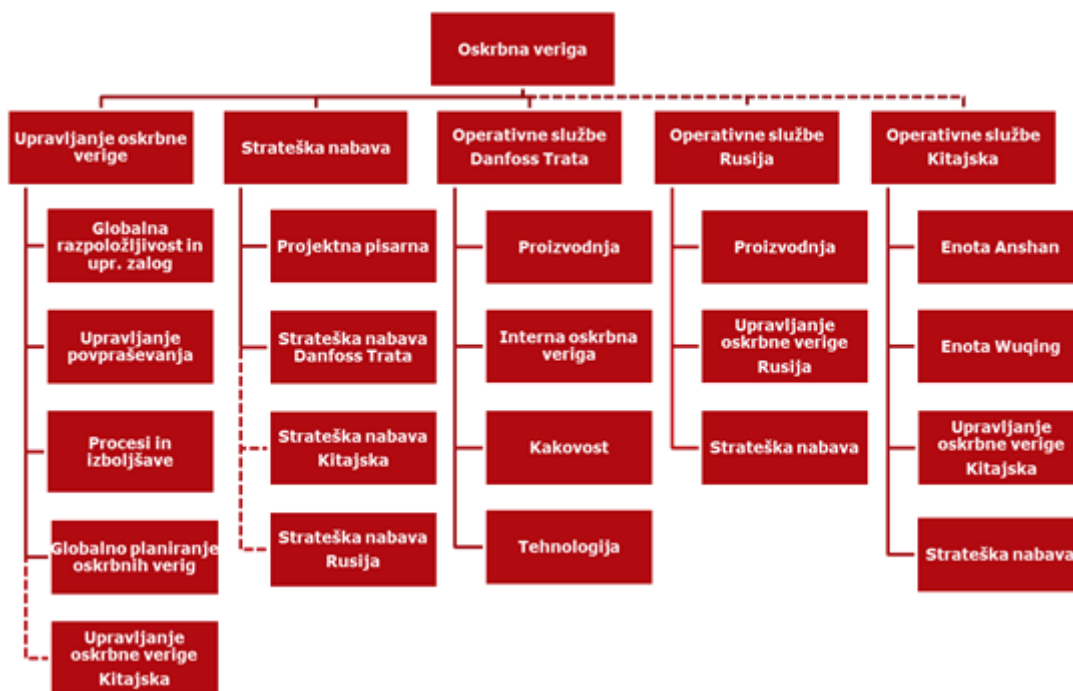 Oskrbna veriga
Upravljanje oskrbne
verige
Strateška nabava
Operativne službe
Danfoss Trata
Operativne službe
Rusija
Operativne službe
Kitajska
Globalna
razpoložljivost in
upr. zalog
Upravljanje
povpraševanja
Procesi in
izboljšave
Globalno planiranje
oskrbnih verig
Upravljanje
oskrbne verige
Kitajska
Projektna pisarna
Strateška nabava
Danfoss Trata
Strateška nabava
Kitajska
Strateška nabava
Rusija
Proizvodnja
Interna oskrbna
veriga
Kakovost
Tehnologija
Proizvodnja
Upravljanje
oskrbne verige
Rusija
Strateška nabava
Enota Anshan
Enota Wuqing
Upravljanje
oskrbne verige
Kitajska
Strateška nabava